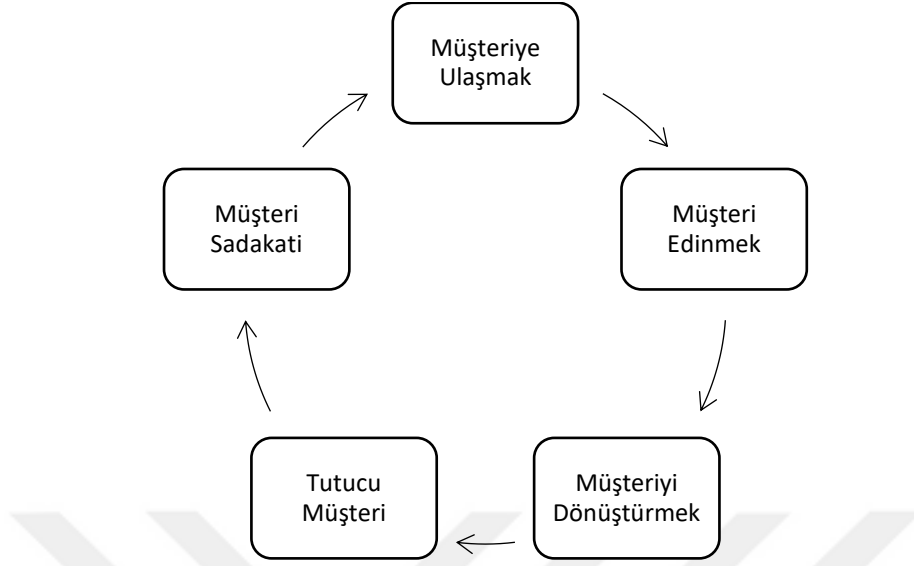 Müşteriye
Ulaşmak
Müşteri
Edinmek
Müşteriyi
Dönüştürmek
Tutucu
Müşteri
Müşteri
Sadakati